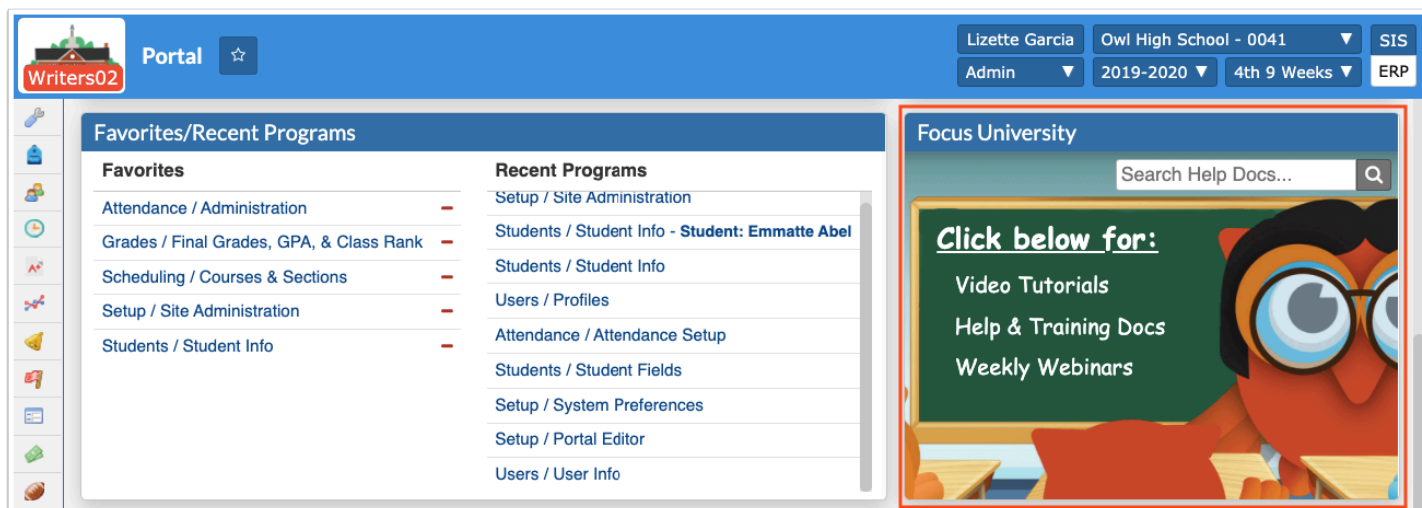 Writers02
Portal
Lizette Garcia
Owl High School - 0041
SIS
Admin
2019-2020
4th 9 Weeks
ERP
Favorites/Recent Programs
Favorites
Attendance / Administration
Grades / Final Grades, GPA, & Class Rank
Scheduling / Courses & Sections
Setup / Site Administration
Students / Student Info
Recent Programs
Setup / Site Administration
Students / Student Info - Student: Emmatte Abel
Students / Student Info
Users / Profiles
Attendance / Attendance Setup
Students / Student Fields
Setup / System Preferences
Setup / Portal Editor
Users / User Info
Focus University
Search Help Docs...
Click below for:
Video Tutorials
Help & Training Docs
Weekly Webinars